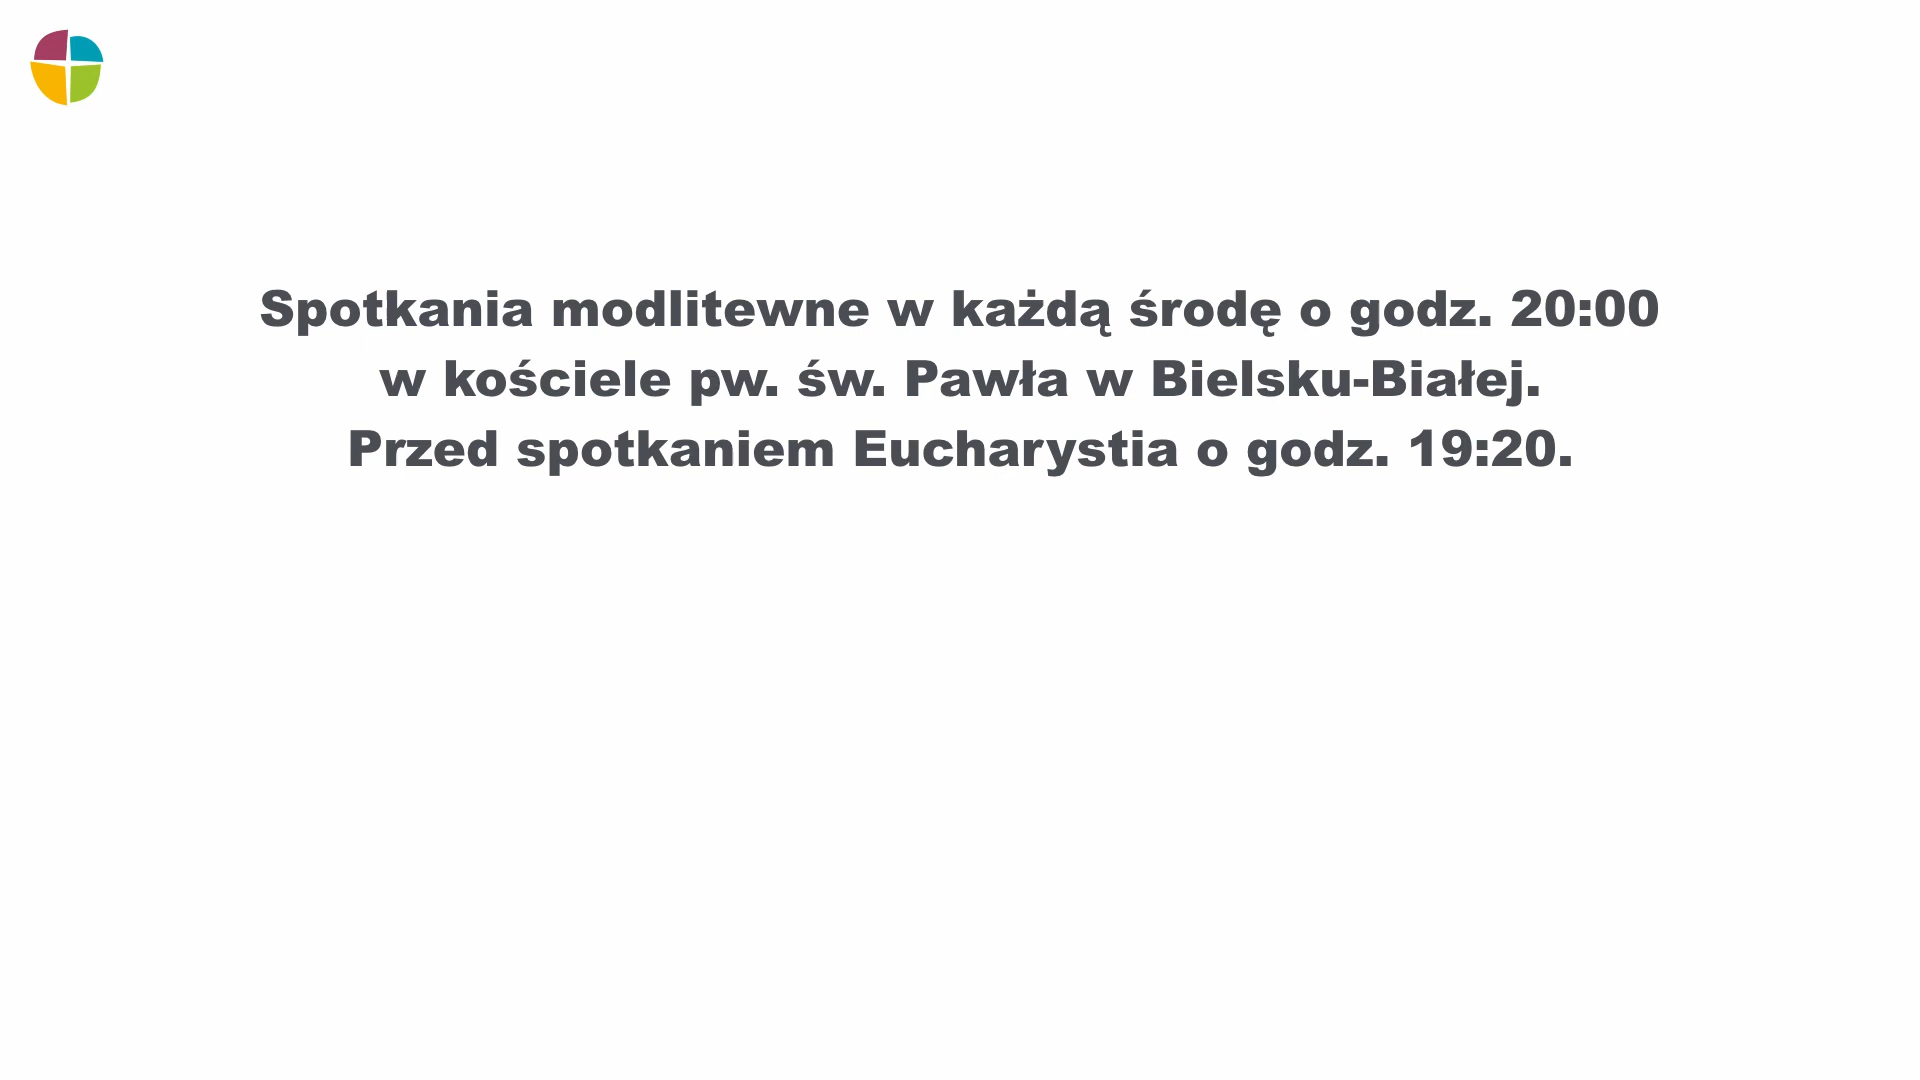 Spotkania modlitewne w każdą środę o godz. 20:00
w kościele pw. św. Pawła w Bielsku-Białej.
Przed spotkaniem Eucharystia o godz. 19:20.